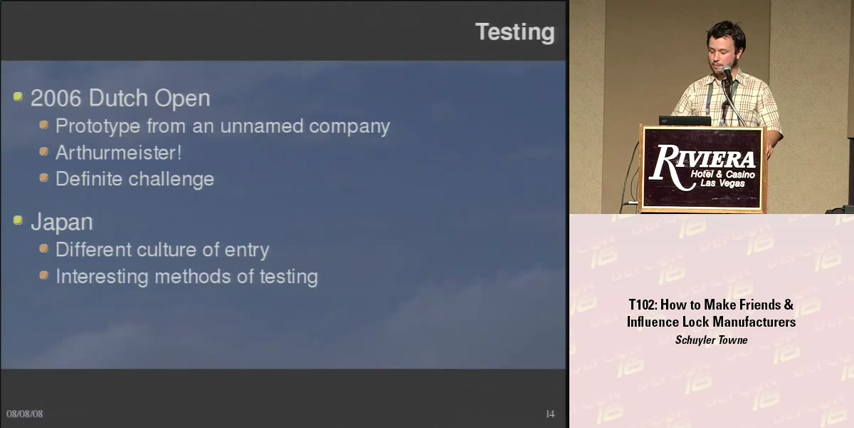 Testing
2006 Dutch Open
Prototype from an unnamed company
Arthurmeister!
Definite challenge
Japan
Different culture of entry
Interesting methods of testing
08/08/08
14
RIVIERA
Hotel & Casino
Las Vegas
T102: How to Make Friends &
Influence Lock Manufacturers
Schuyler Towne